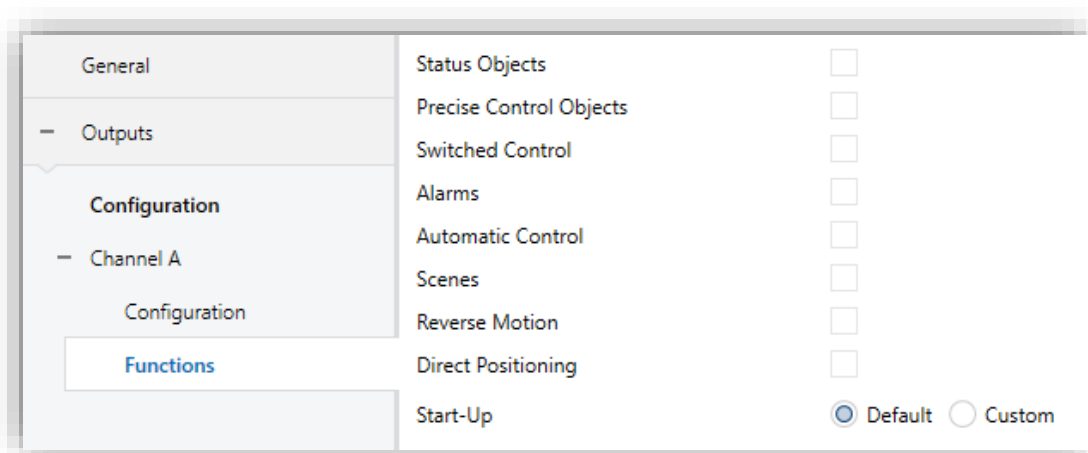 General
Outputs
Configuration
Channel A
Configuration
Functions
Status Objects
Precise Control Objects
Switched Control
Alarms
Automatic Control
Scenes
Reverse Motion
Direct Positioning
Start-Up Default Custom